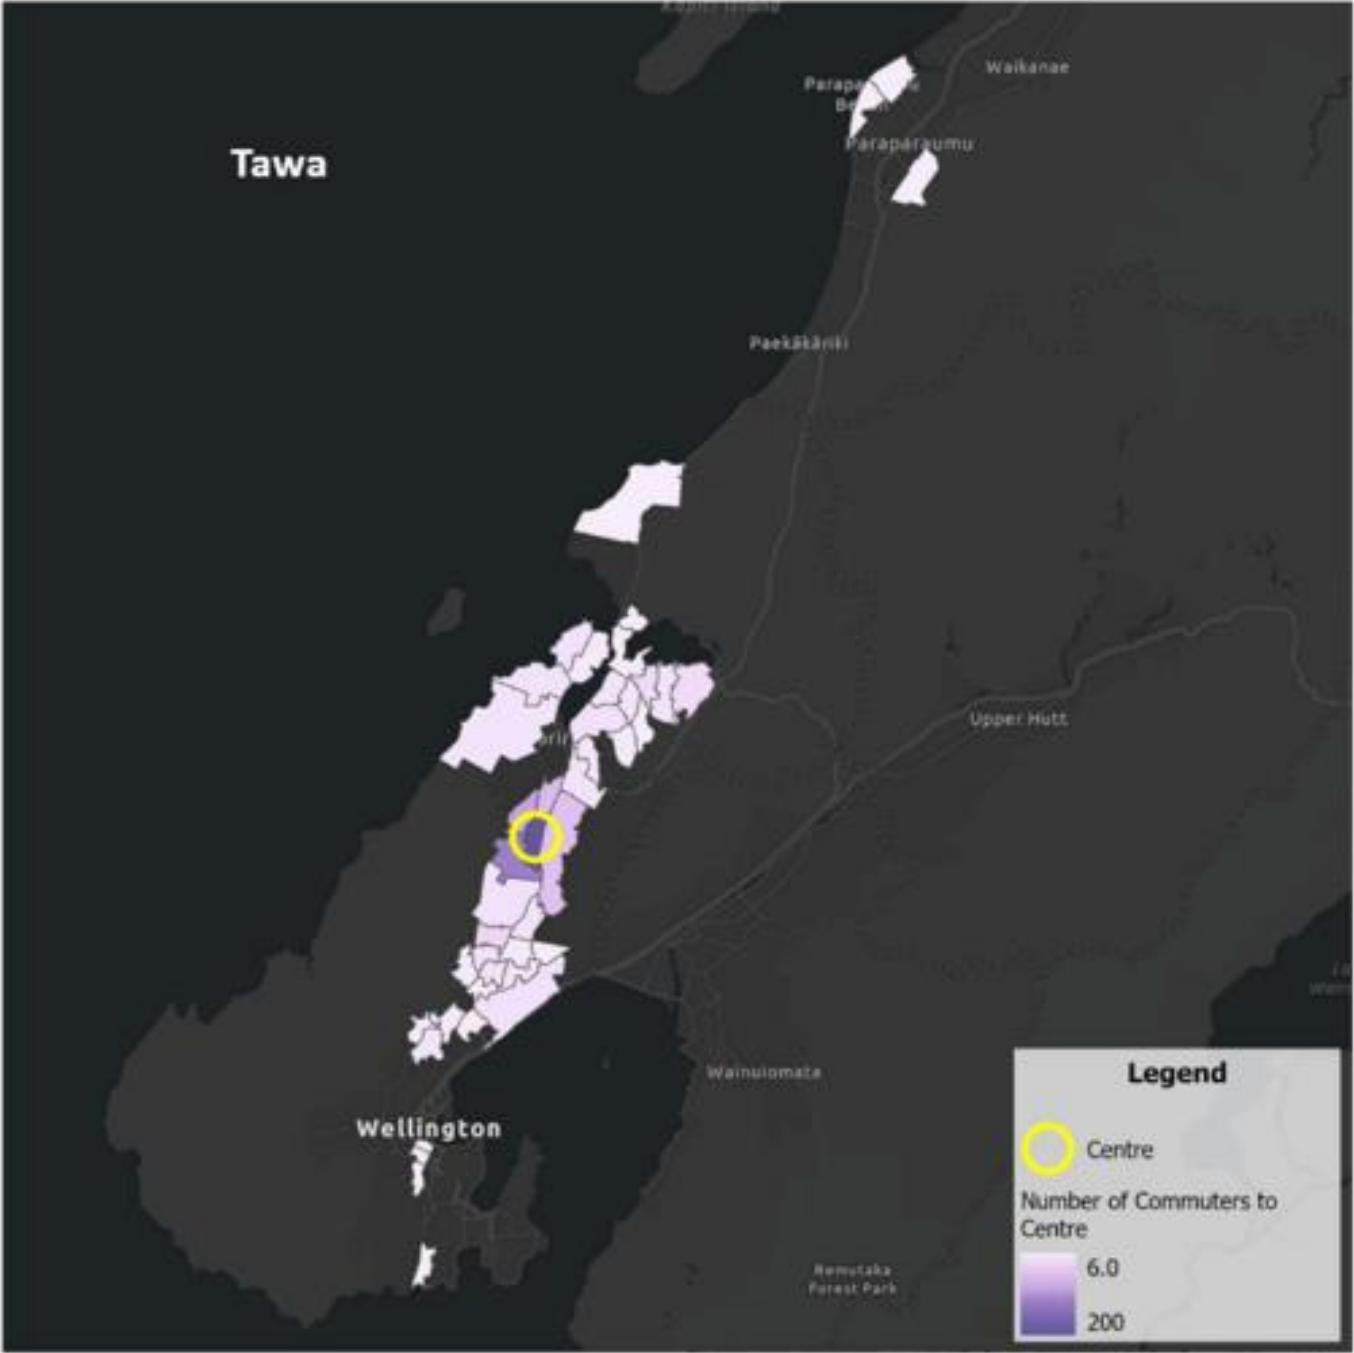 Waikanae
Beach
Paraparaumu
Tawa
Paekākāriki
Upper Hutt
Wainuiomata
Wellington
Remutaka
Forest Park
Legend
Centre
Number of Commuters to
Centre
6.0
200